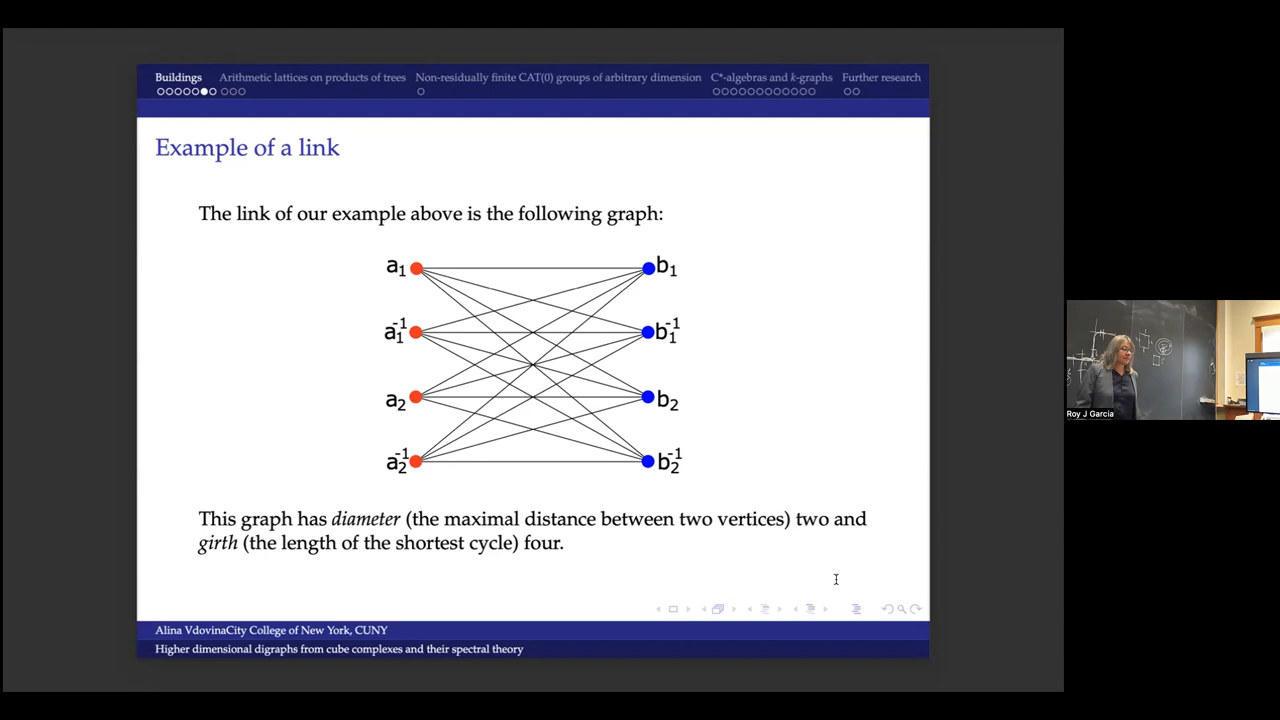 Buildings Arithmetic lattices on products of trees Non-residually finite CAT(0) groups of arbitrary dimension C*-algebras and k-graphs Further research
Example of a link
The link of our example above is the following graph:
a₁ b₁
a₁⁻¹ b₁⁻¹
a₂ b₂
a₂⁻¹ b₂⁻¹
This graph has diameter (the maximal distance between two vertices) two and
girth (the length of the shortest cycle) four.
Alina VdovinaCity College of New York, CUNY
Higher dimensional digraphs from cube complexes and their spectral theory
Roy J Garcia